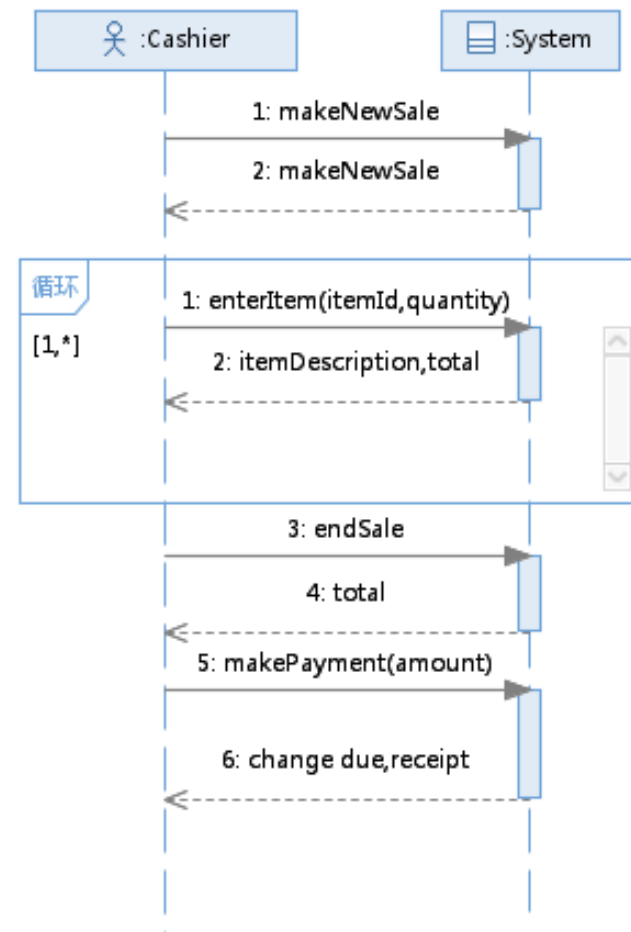 :Cashier
:System
1: makeNewSale
2: makeNewSale
循环
1: enterItem(itemId,quantity)
[1,*]
2: itemDescription,total
3: endSale
4: total
5: makePayment(amount)
6: change due,receipt